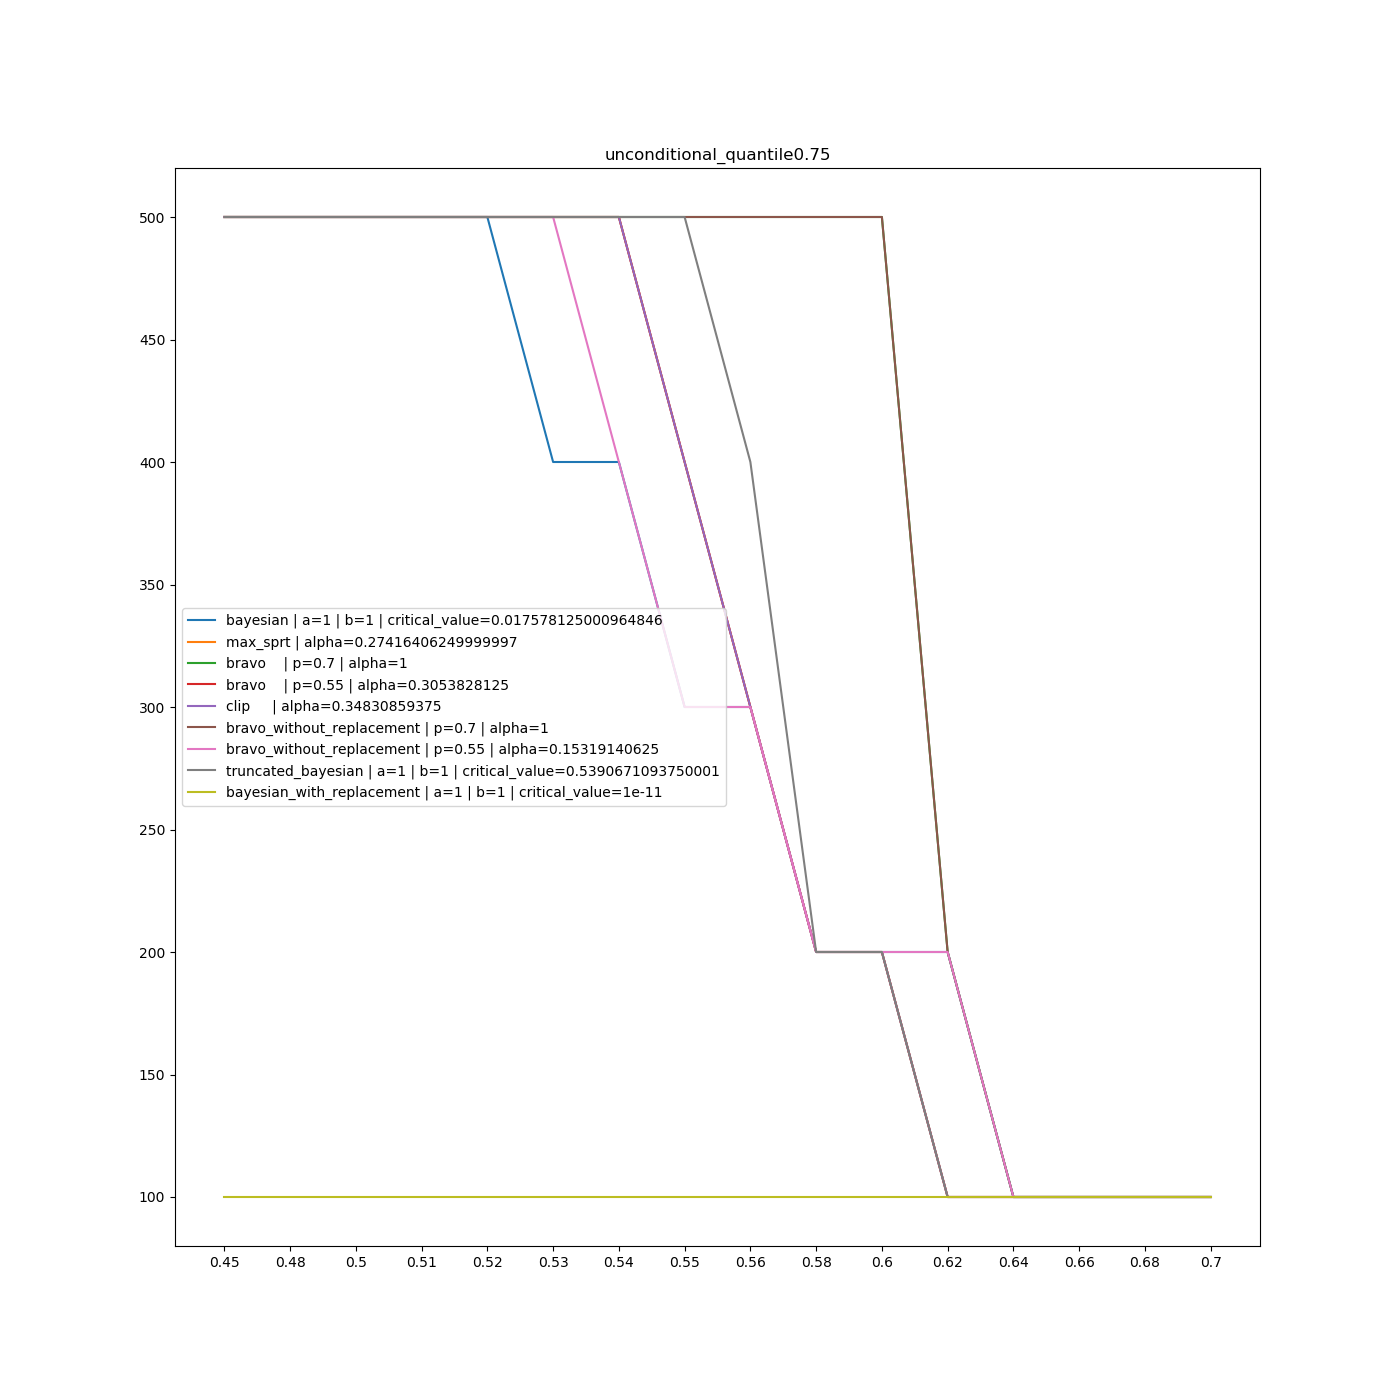 unconditional_quantile0.75
500
450
400
350
300
250
200
150
100
bayesian | a=1 | b=1 | critical_value=0.017578125000964846
max_sprt | alpha=0.27416406249999997
bravo    | p=0.7 | alpha=1
bravo    | p=0.55 | alpha=0.3053828125
clip     | alpha=0.34830859375
bravo_without_replacement | p=0.7 | alpha=1
bravo_without_replacement | p=0.55 | alpha=0.15319140625
truncated_bayesian | a=1 | b=1 | critical_value=0.5390671093750001
bayesian_with_replacement | a=1 | b=1 | critical_value=1e-11
0.45 0.48 0.5 0.51 0.52 0.53 0.54 0.55 0.56 0.58 0.6 0.62 0.64 0.66 0.68 0.7